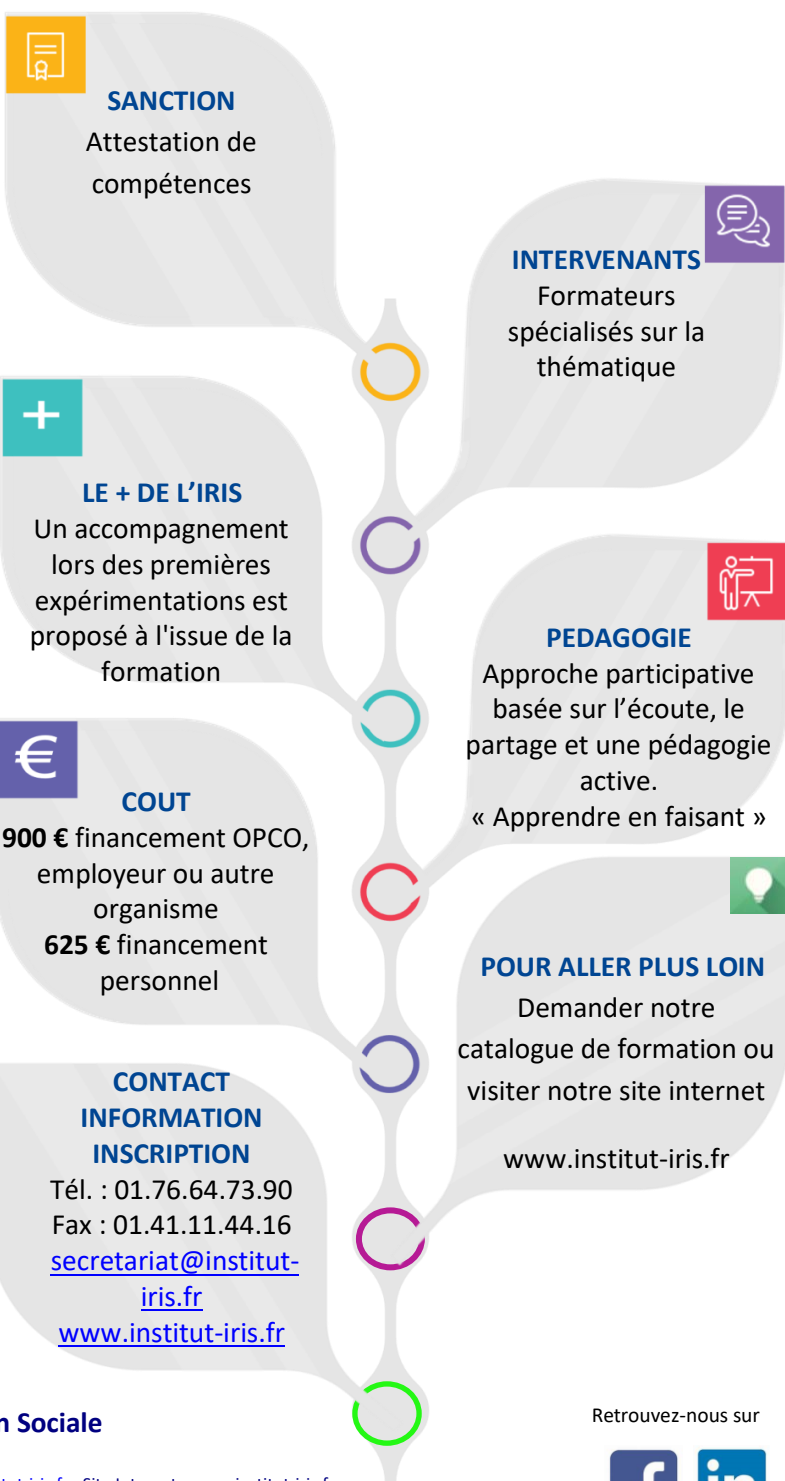 SANCTION
Attestation de
compétences
INTERVENANTS
Formateurs
spécialisés sur la
thématique
+
LE + DE L’IRIS
Un accompagnement
lors des premières
expérimentations est
proposé à l'issue de la
formation
PEDAGOGIE
Approche participative
basée sur l’écoute, le
partage et une pédagogie
active.
« Apprendre en faisant »
€
COUT
900 € financement OPCO,
employeur ou autre
organisme
625 € financement
personnel
POUR ALLER PLUS LOIN
Demander notre
catalogue de formation ou
visiter notre site internet
www.institut-iris.fr
CONTACT
INFORMATION
INSCRIPTION
Tél. : 01.76.64.73.90
Fax : 01.41.11.44.16
secretariat@institut-
iris.fr
www.institut-iris.fr
n Sociale
Retrouvez-nous sur
f in